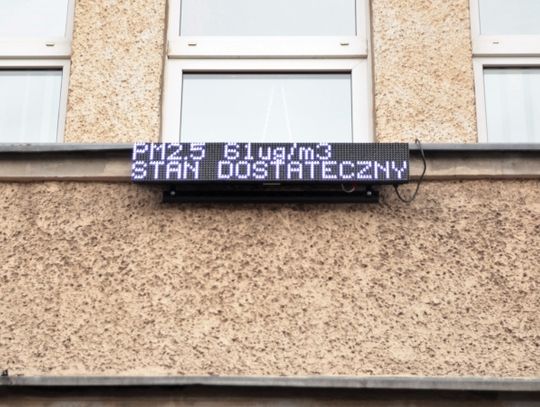 PM2.5 61ug/m3
STAN DOSTATECZNY